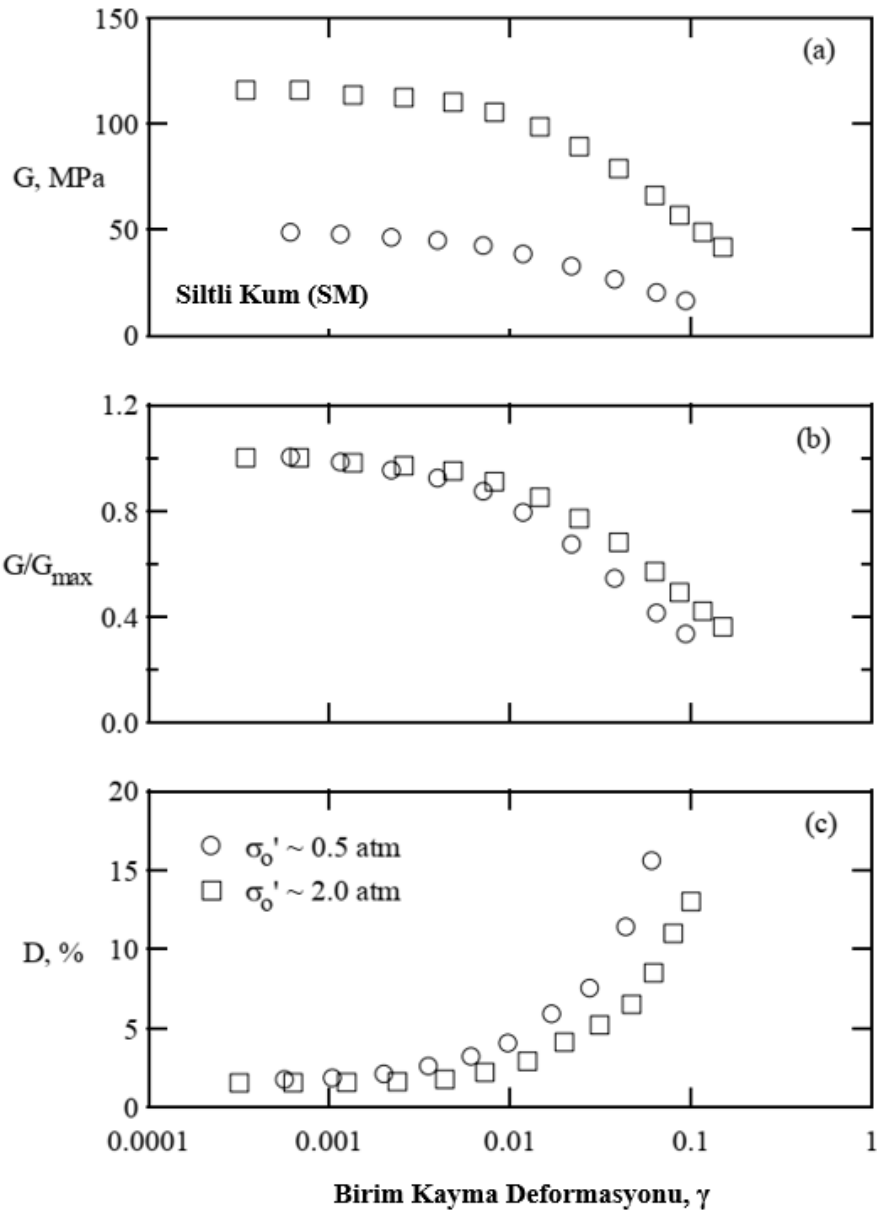 150
(a)
100
G, MPa
50
Siltli Kum (SM)
0
1.2
(b)
0.8
G/Gmax
0.4
0.0
20
(c)
σo' ~ 0.5 atm
15
σo' ~ 2.0 atm
D, %
10
5
0
0.0001 0.001 0.01 0.1 1
Birim Kayma Deformasyonu, γ